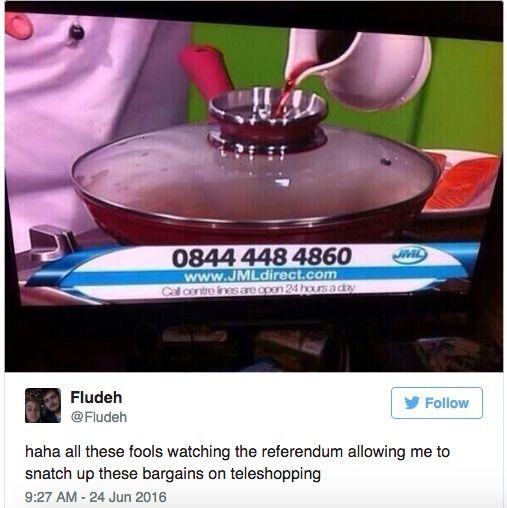 0844 448 4860
JML
www.JMLdirect.com
Call centre lines are open 24 hours a day
Fludeh
@Fludeh
Follow
haha all these fools watching the referendum allowing me to
snatch up these bargains on teleshopping
9:27 AM - 24 Jun 2016